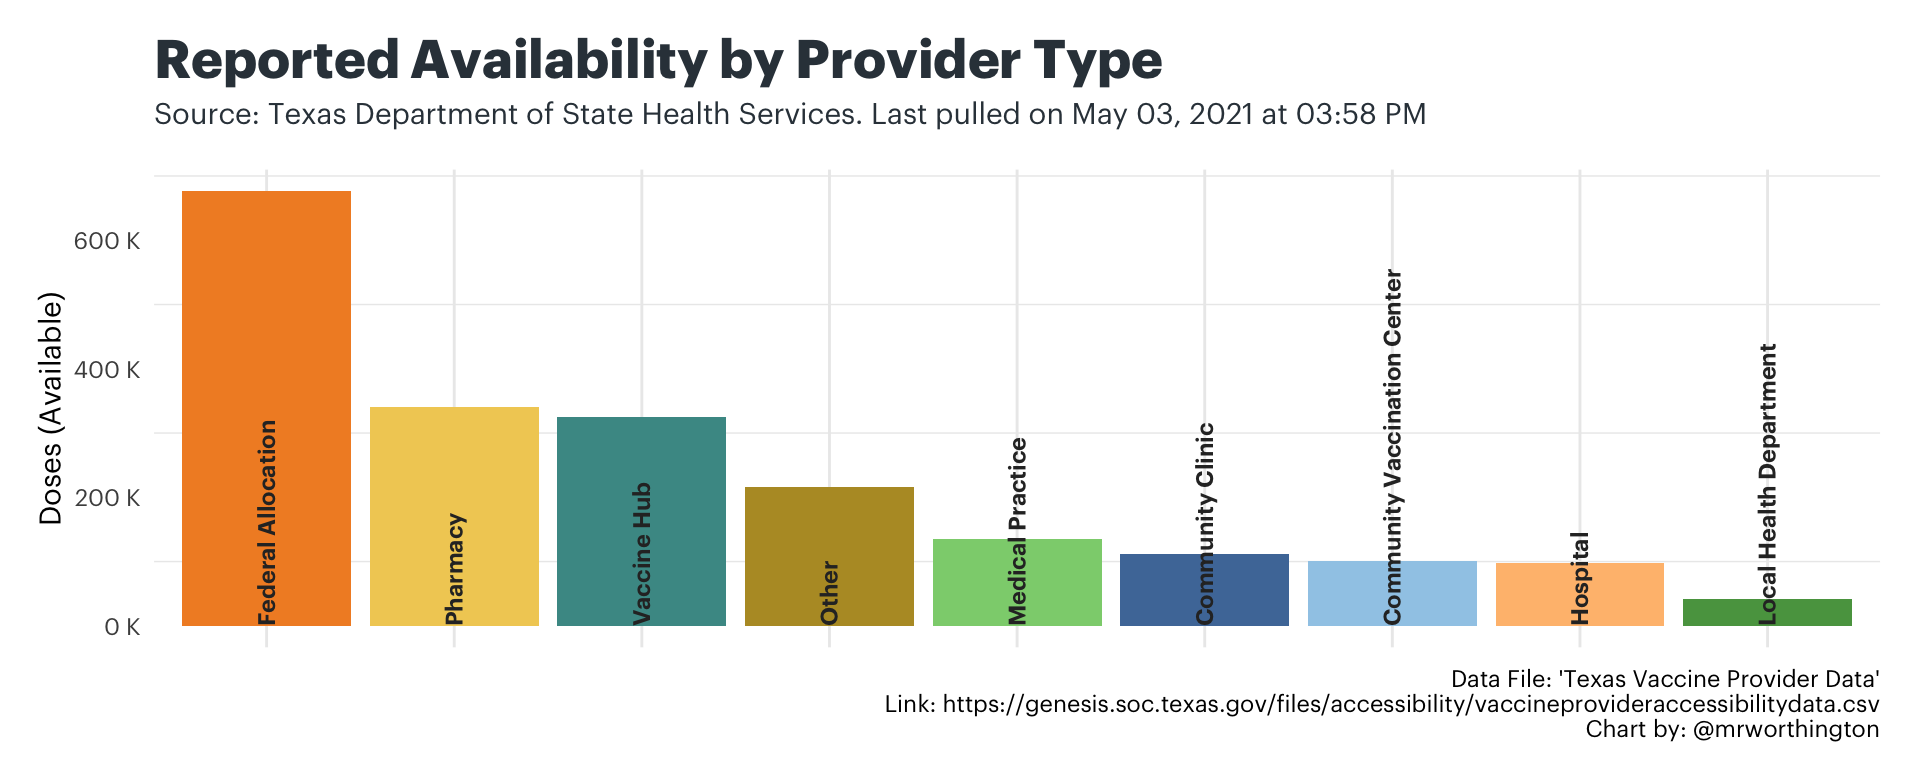 Reported Availability by Provider Type
Source: Texas Department of State Health Services. Last pulled on May 03, 2021 at 03:58 PM
Doses (Available)
600 K
400 K
200 K
0 K
Federal Allocation
Pharmacy
Vaccine Hub
Other
Medical Practice
Community Clinic
Community Vaccination Center
Hospital
Local Health Department
Data File: 'Texas Vaccine Provider Data'
Link: https://genesis.soc.texas.gov/files/accessibility/vaccineprovideraccessibilitydata.csv
Chart by: @mrworthington